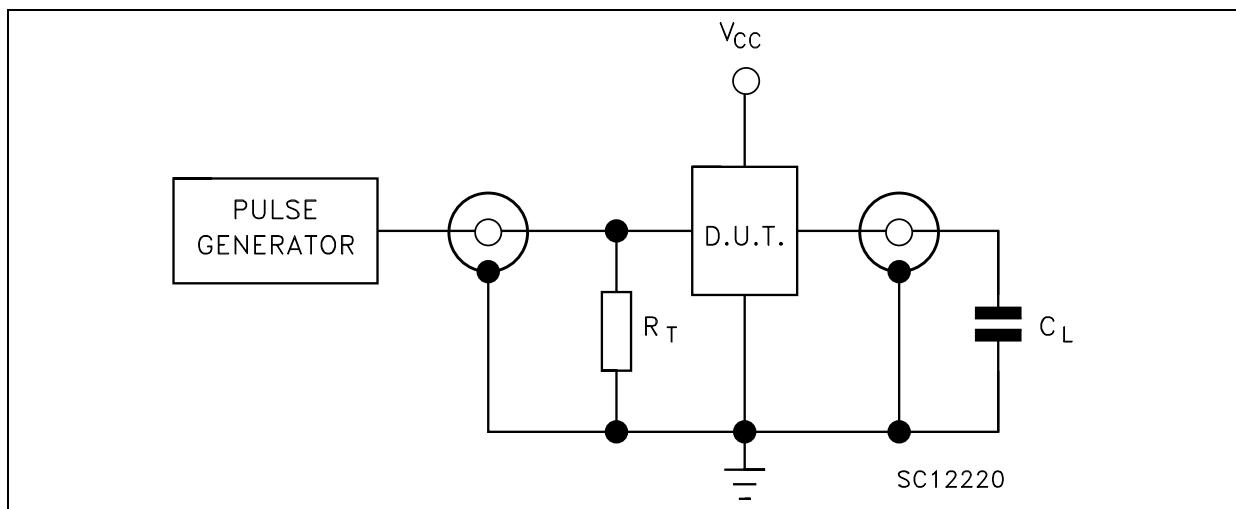 VCC
PULSE
GENERATOR
D.U.T.
RT
CL
SC12220